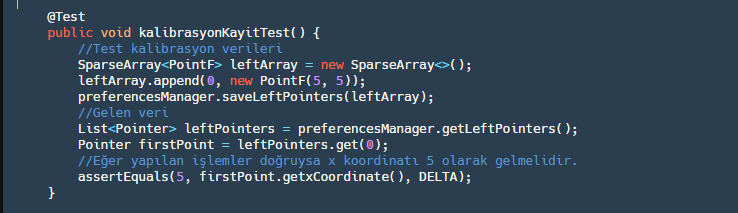 @Test
public void kalibrasyonKayitTest() {
//Test kalibrasyon verileri
SparseArray<PointF> leftArray = new SparseArray<>();
leftArray.append(0, new PointF(5, 5));
preferencesManager.saveLeftPointers(leftArray);
//Gelen veri
List<Pointer> leftPointers = preferencesManager.getLeftPointers();
Pointer firstPoint = leftPointers.get(0);
//Eğer yapılan işlemler doğruysa x koordinatı 5 olarak gelmelidir.
assertEquals(5, firstPoint.getxCoordinate(), DELTA);
}